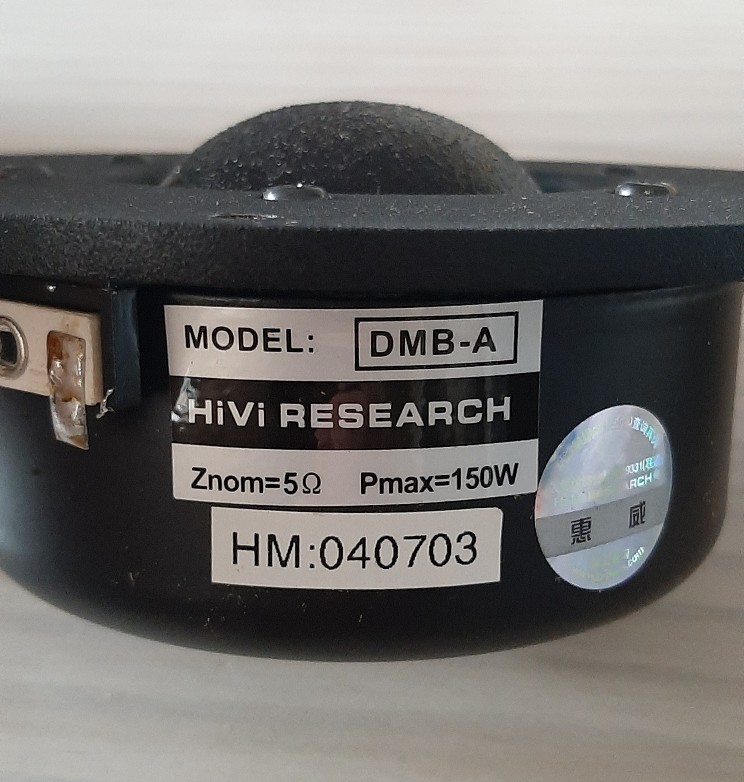 MODEL: DMB-A
HiVi RESEARCH
Znom=5Ω Pmax=150W
HM:040703
惠 威